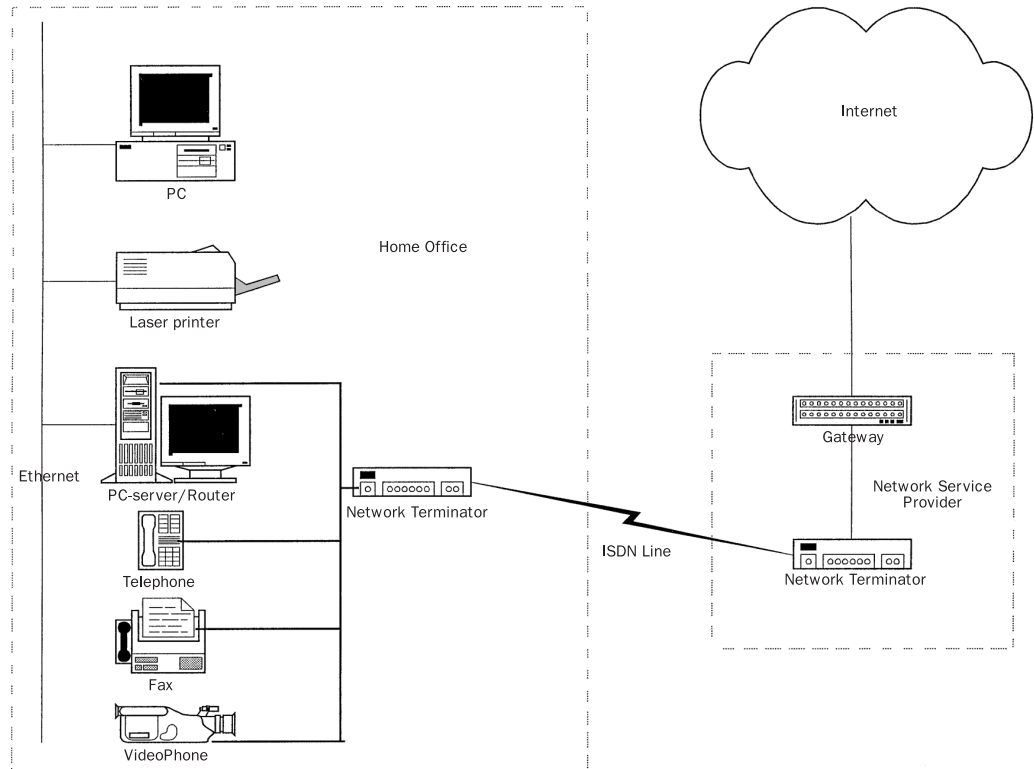 Internet
PC
Home Office
Laser printer
Gateway
Ethernet
PC-server/Router
Network Service
Provider
Network Terminator
ISDN Line
Telephone
Network Terminator
Fax
VideoPhone